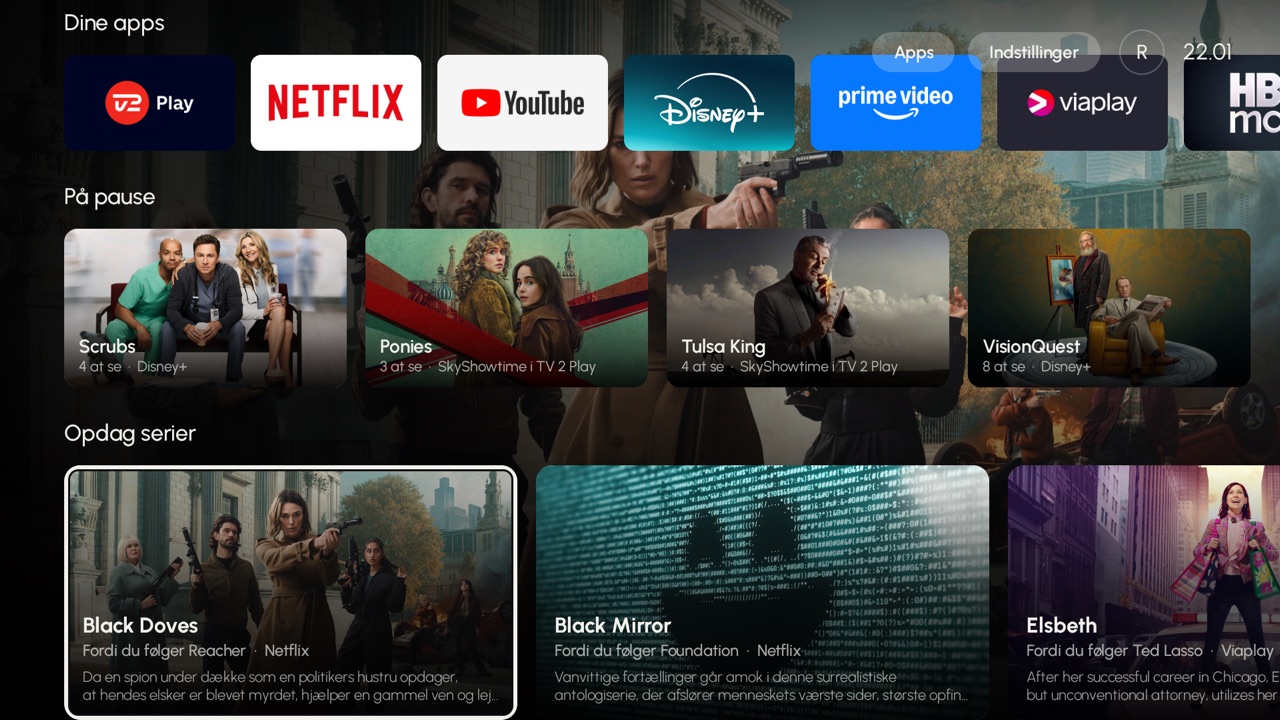 Dine apps
Apps
Indstillinger
R
22.01
TV2 Play
NETFLIX
YouTube
Disney+
prime video
viaplay
HB
På pause
Scrubs
4 at se · Disney+
Ponies
3 at se · SkyShowtime i TV 2 Play
Tulsa King
4 at se · SkyShowtime i TV 2 Play
VisionQuest
8 at se · Disney+
Opdag serier
Black Doves
Fordi du følger Reacher · Netflix
Da en spion under dække som en politikers hustru opdager,
at hendes elsker er blevet myrdet, hjælper en gammel ven og lej...
Black Mirror
Fordi du følger Foundation · Netflix
Vanvittige fortællinger går amok i denne surrealistiske
antologiserie, der afslører menneskets værste sider, største opfin...
Elsbeth
Fordi du følger Ted Lasso · Viaplay
After her successful career in Chicago, E
but unconventional attorney, utilizes her